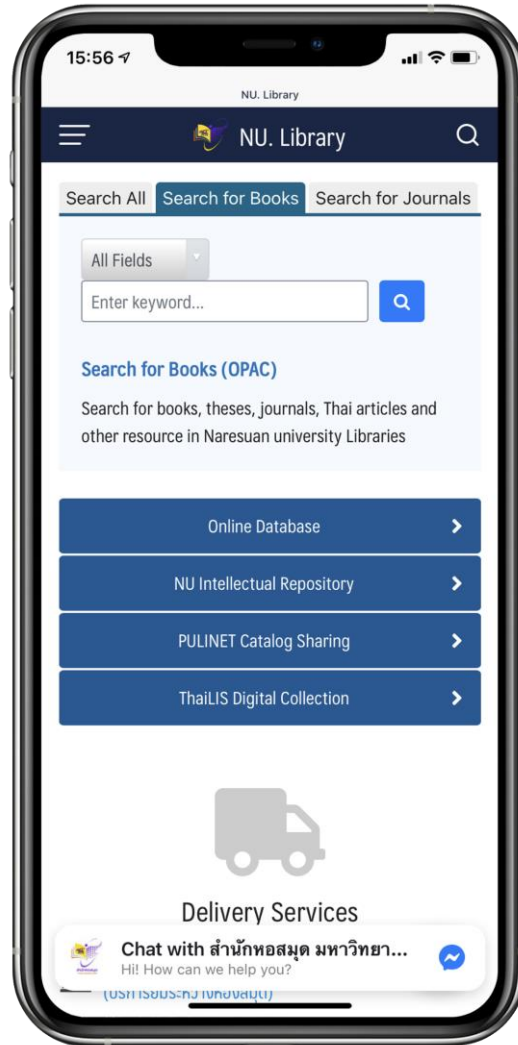 15:56
NU. Library
NU. Library
Search All Search for Books Search for Journals
All Fields
Enter keyword...
Search for Books (OPAC)
Search for books, theses, journals, Thai articles and
other resource in Naresuan university Libraries
Online Database
NU Intellectual Repository
PULINET Catalog Sharing
ThaiLIS Digital Collection
Delivery Services
Chat with สำนักหอสมุด มหาวิทยา...
Hi! How can we help you?